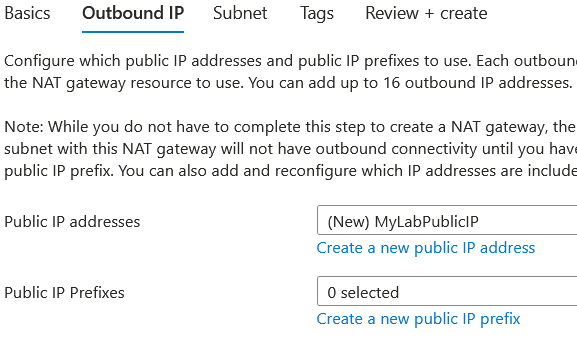 Basics Outbound IP Subnet Tags Review + create
Configure which public IP addresses and public IP prefixes to use. Each outboun
the NAT gateway resource to use. You can add up to 16 outbound IP addresses.
Note: While you do not have to complete this step to create a NAT gateway, the
subnet with this NAT gateway will not have outbound connectivity until you have
public IP prefix. You can also add and reconfigure which IP addresses are include
Public IP addresses (New) MyLabPublicIP
Create a new public IP address
Public IP Prefixes 0 selected
Create a new public IP prefix